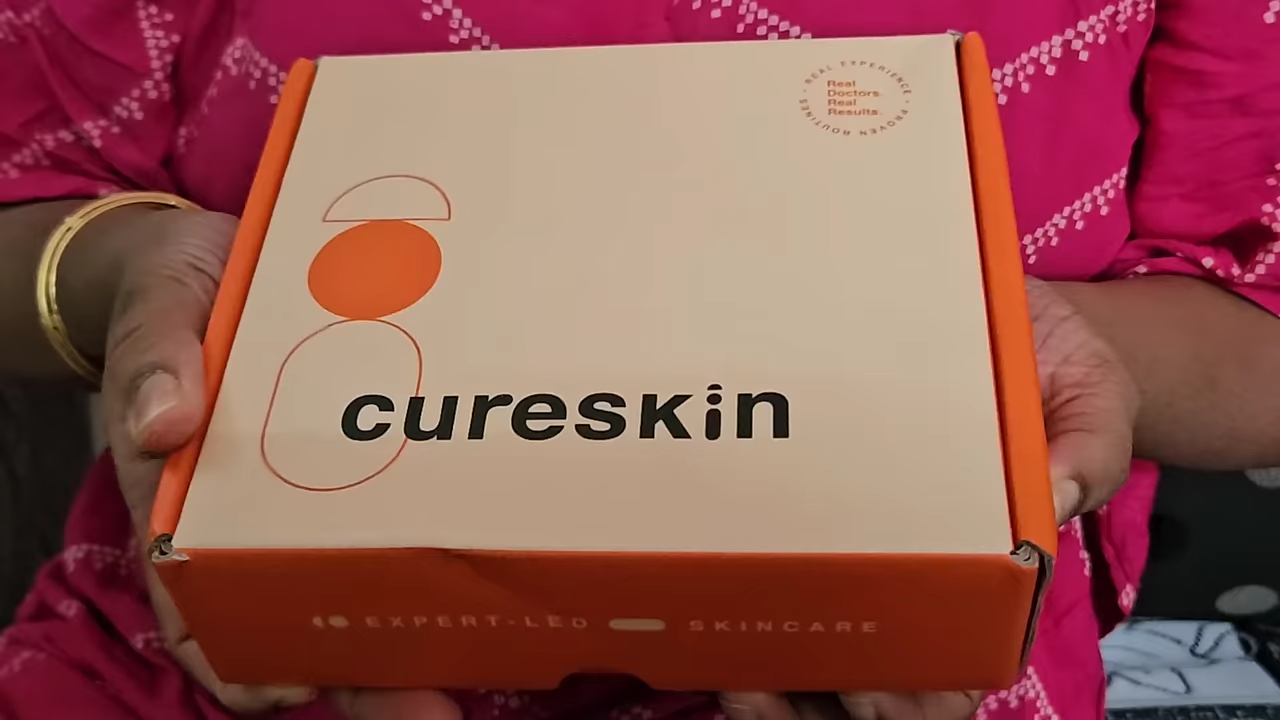 REAL EXPERIENCE · PROVEN ROUTINES ·
Real
Doctors.
Real
Results.
cureskin
EXPERT-LED SKINCARE